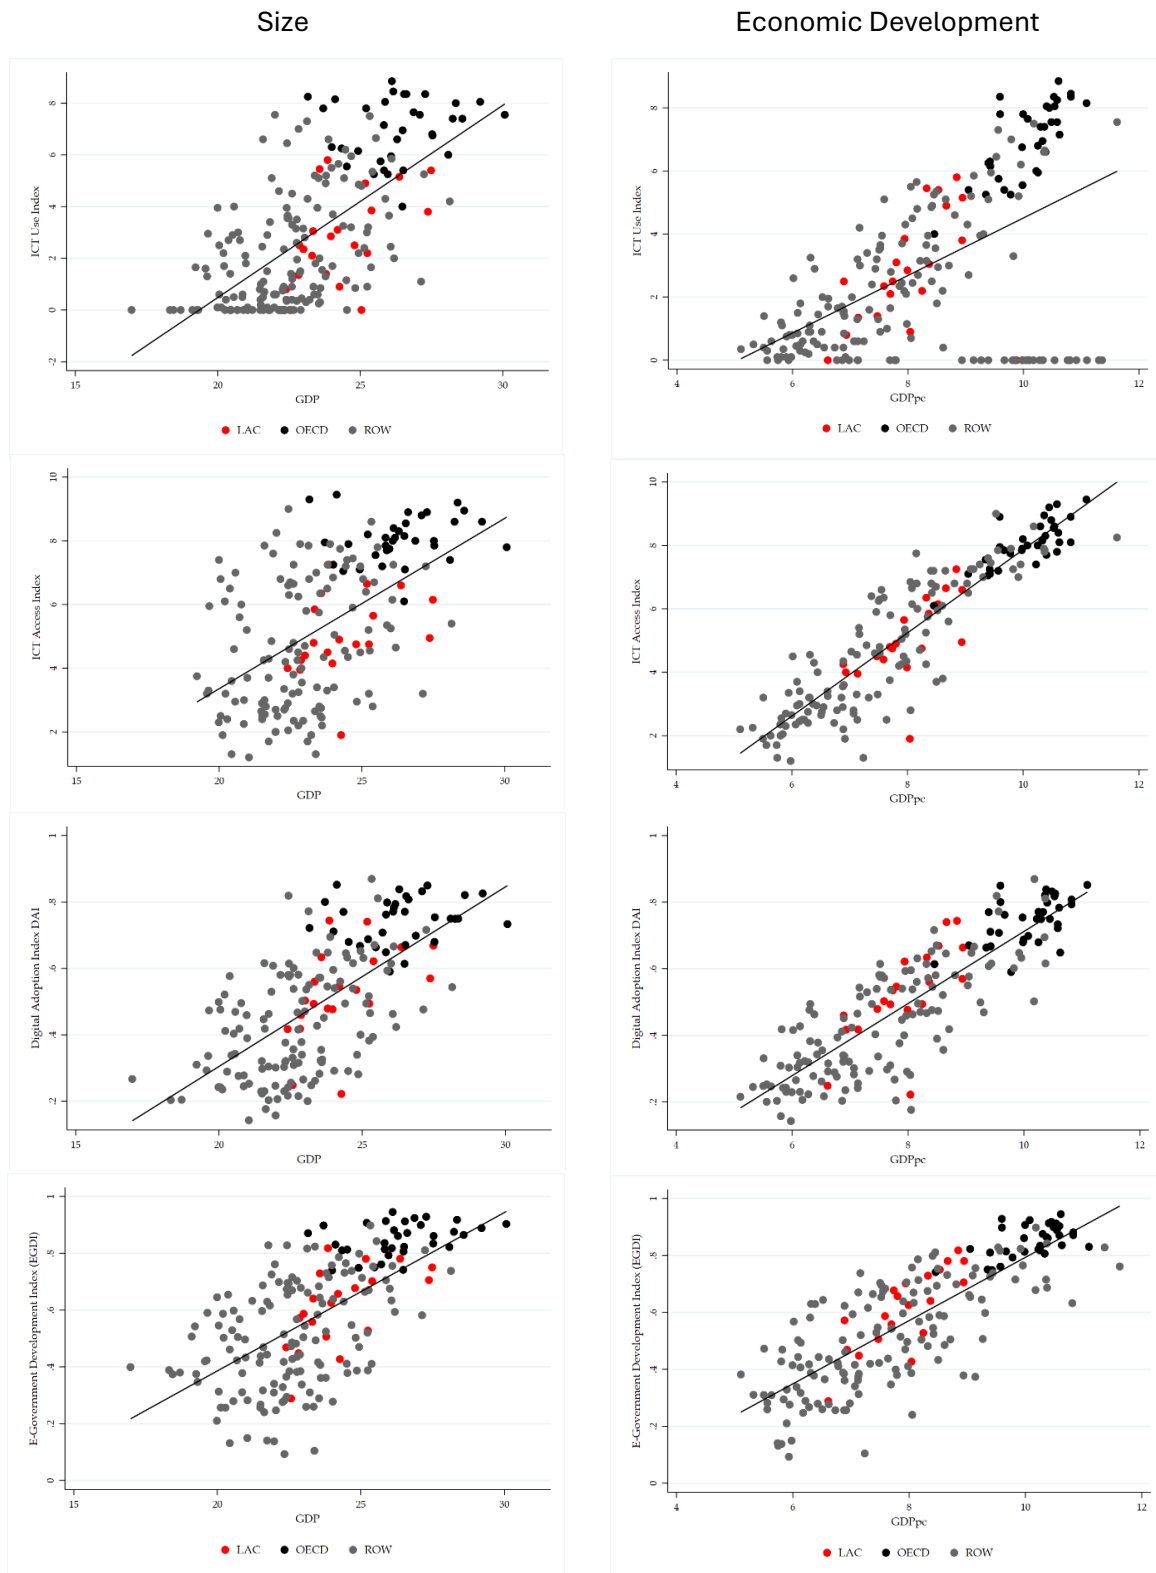 Size
Economic Development
ICT Use Index
8
6
4
2
0
-2
15 20 25 30
GDP
LAC OECD ROW
ICT Use Index
8
6
4
2
0
4 6 8 10 12
GDPpc
LAC OECD ROW
ICT Access Index
10
8
6
4
2
15 20 25 30
GDP
ICT Access Index
10
8
6
4
2
4 6 8 10 12
GDPpc
Digital Adoption Index DAI
1
.8
.6
.4
.2
15 20 25 30
GDP
Digital Adoption Index DAI
1
.8
.6
.4
.2
4 6 8 10 12
GDPpc
E-Government Development Index (EGDI)
1
.8
.6
.4
.2
0
15 20 25 30
GDP
LAC OECD ROW
E-Government Development Index (EGDI)
1
.8
.6
.4
.2
0
4 6 8 10 12
GDPpc
LAC OECD ROW